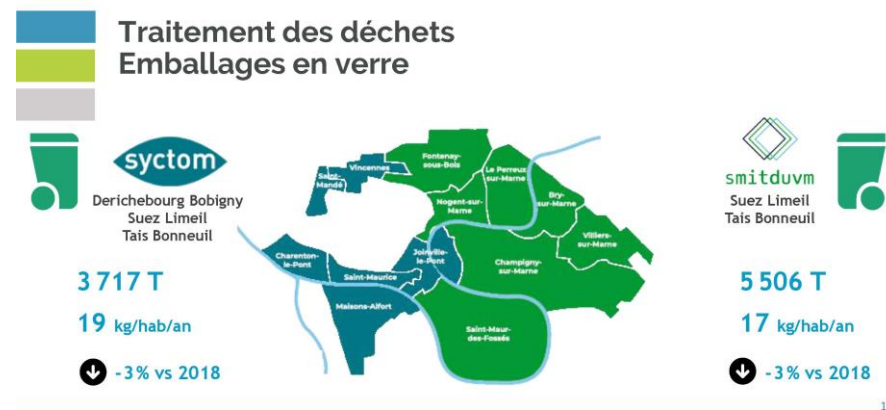 Traitement des déchets
Emballages en verre
syctom
Derichebourg Bobigny
Suez Limeil
Tais Bonneuil
3 717 T
19 kg/hab/an
-3% vs 2018
Saint-
Mandé
Vincennes
Fontenay-
sous-Bois
Le Perreux
sur-Marne
Nogent-sur-
Marne
Bry-
sur-Marne
Villiers-
sur-Marne
Charenton-
le-Pont
Saint-Maurice
Joinville-
le-Pont
Champigny-
sur-Marne
Maisons-Alfort
Saint-Maur-
des-Fossés
smitduvm
Suez Limeil
Tais Bonneuil
5 506 T
17 kg/hab/an
-3% vs 2018
1